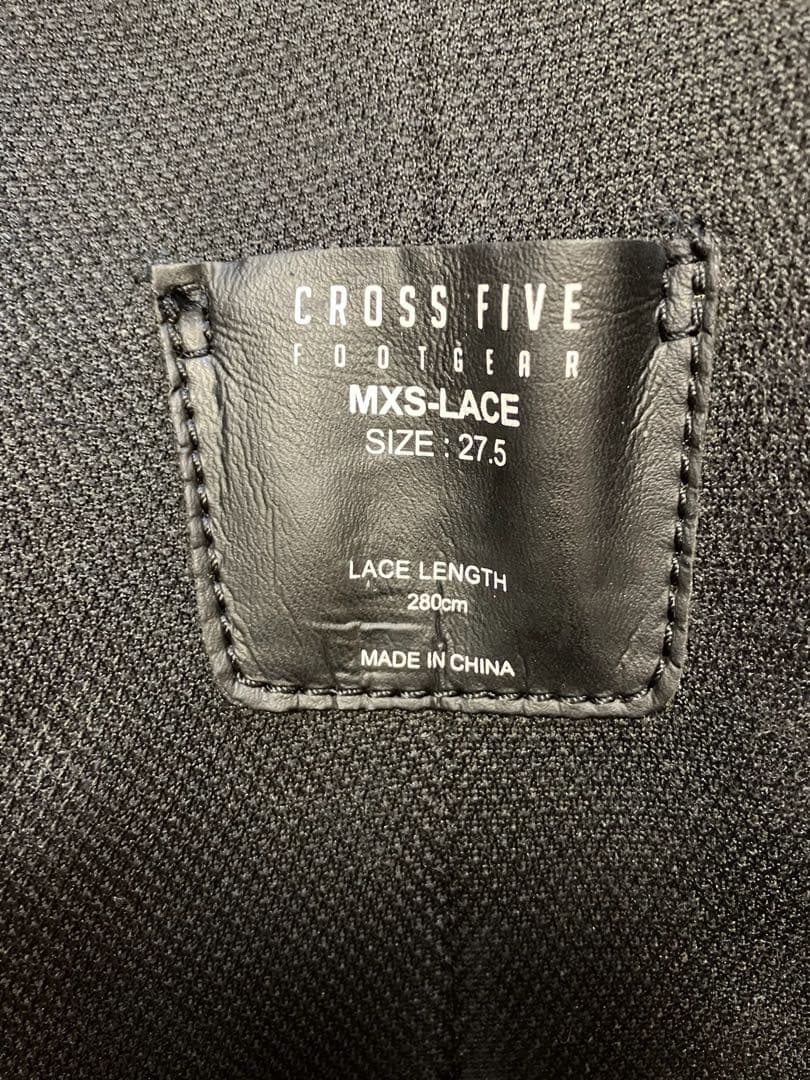 CROSS FIVE
FOOTGEAR
MXS-LACE
SIZE : 27.5
LACE LENGTH
280cm
MADE IN CHINA